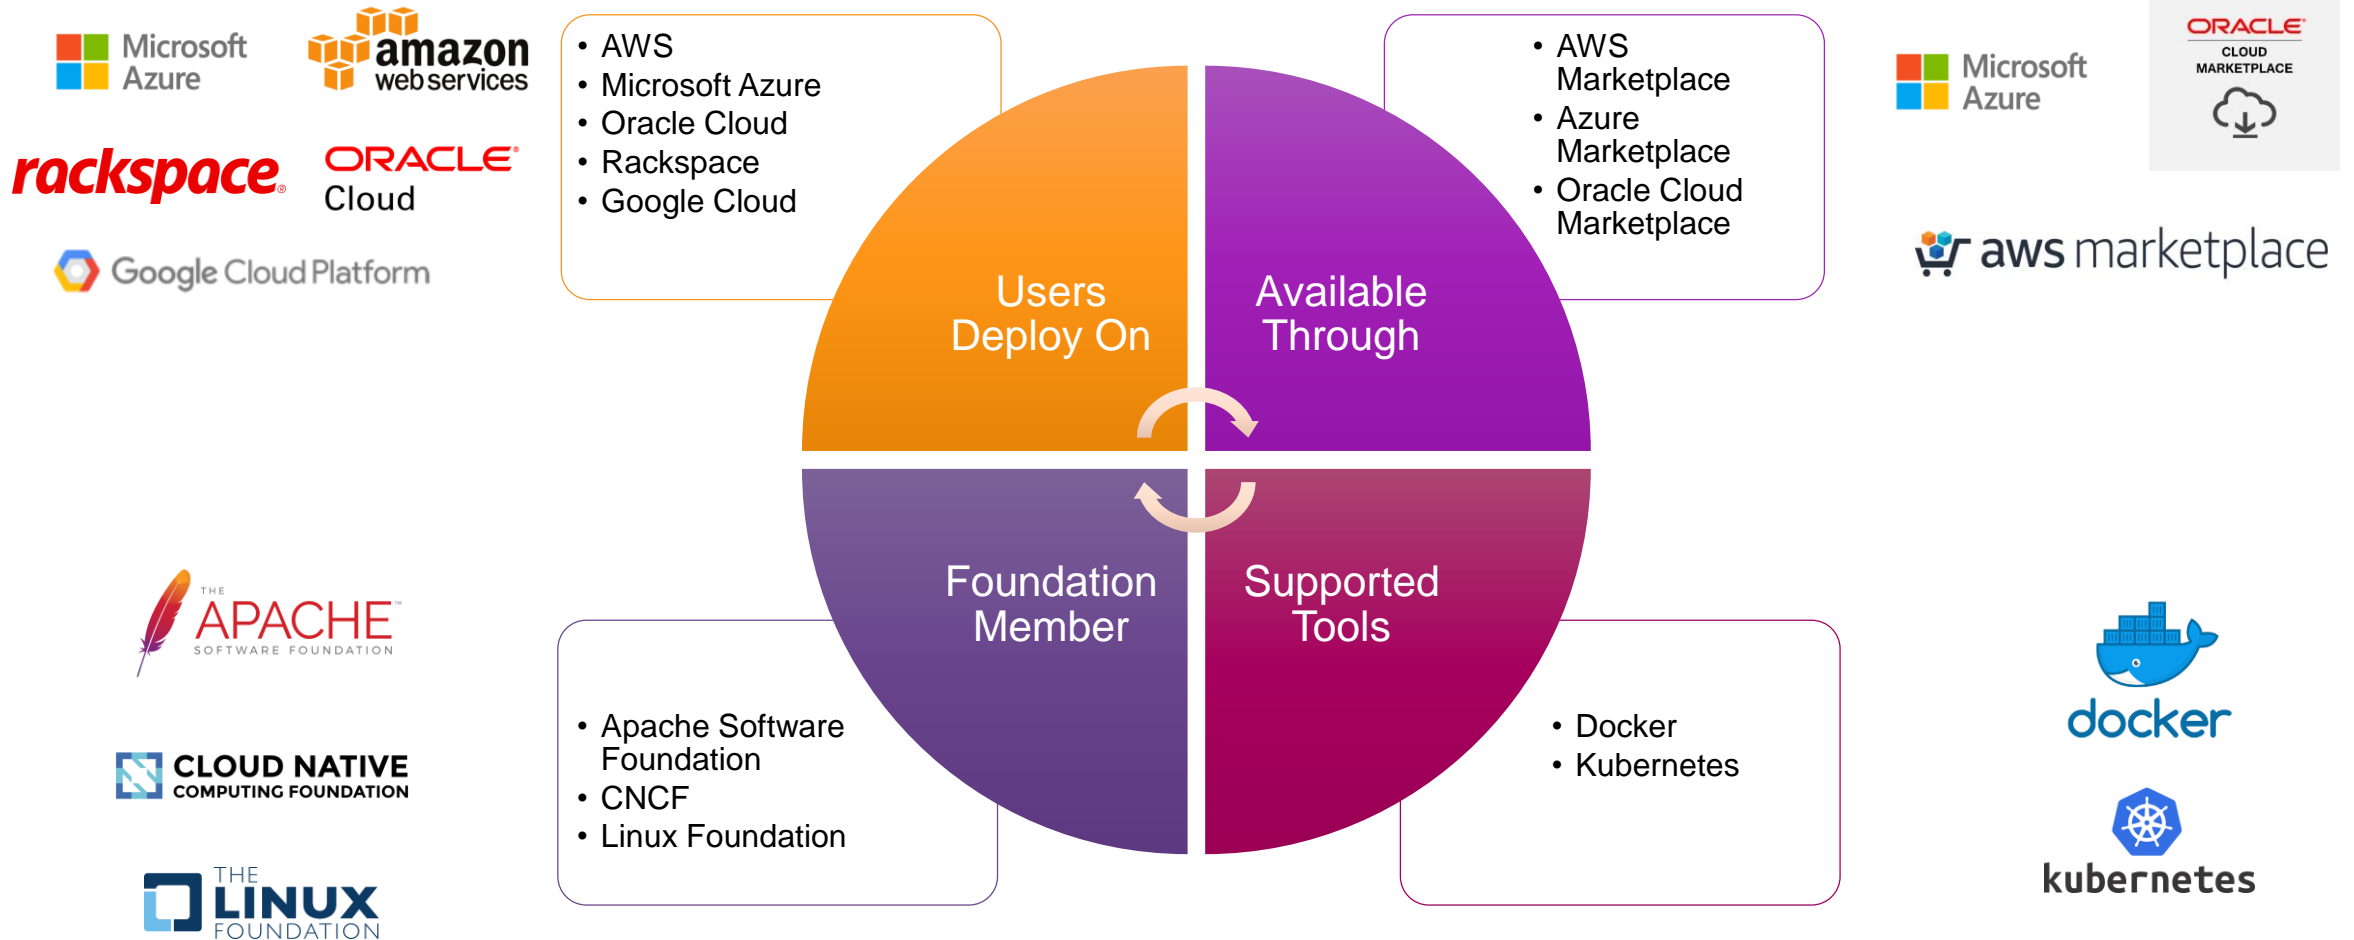 Microsoft
Azure
amazon
webservices
rackspace®
ORACLE®
Cloud
Google Cloud Platform
• AWS
• Microsoft Azure
• Oracle Cloud
• Rackspace
• Google Cloud
Users
Deploy On
Available
Through
• AWS
Marketplace
• Azure
Marketplace
• Oracle Cloud
Marketplace
Microsoft
Azure
ORACLE®
CLOUD
MARKETPLACE
aws marketplace
THE
APACHE™
SOFTWARE FOUNDATION
CLOUD NATIVE
COMPUTING FOUNDATION
THE
LINUX
FOUNDATION
• Apache Software
Foundation
• CNCF
• Linux Foundation
Foundation
Member
Supported
Tools
• Docker
• Kubernetes
docker
kubernetes